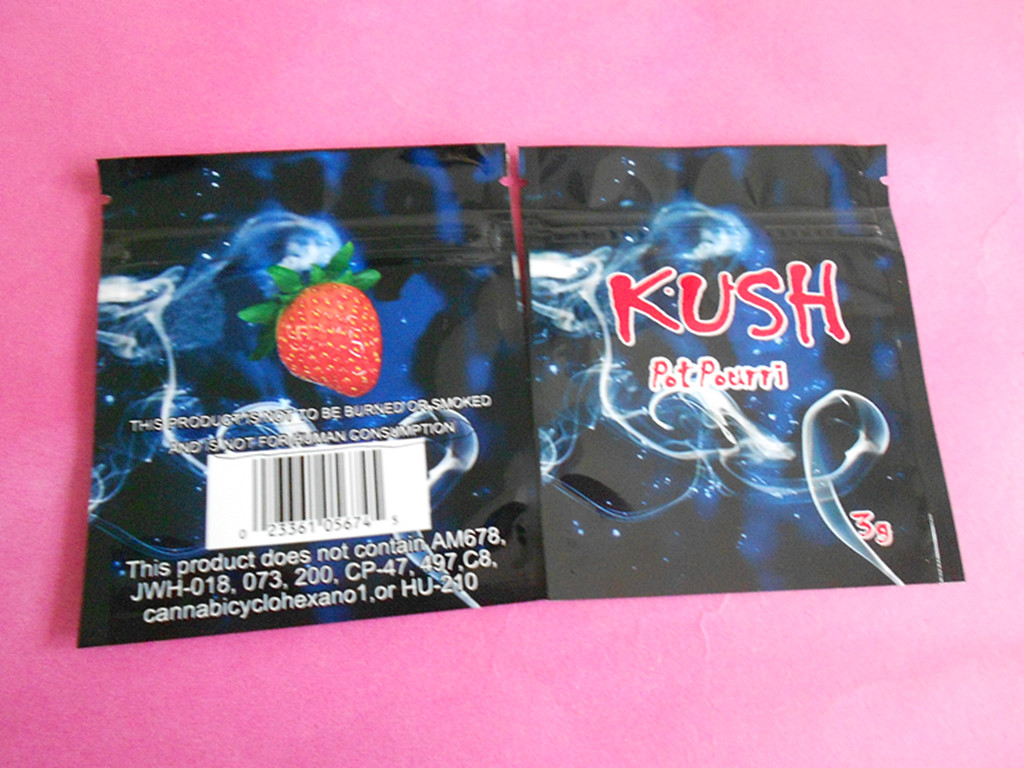 THIS PRODUCT IS NOT TO BE BURNED OR SMOKED
AND IS NOT FOR HUMAN CONSUMPTION
0 23361 05674 5
This product does not contain AM678,
JWH-018, 073, 200, CP-47, 497,C8,
cannabicyclohexano1,or HU-210
KUSH
Pot Pourri
3g